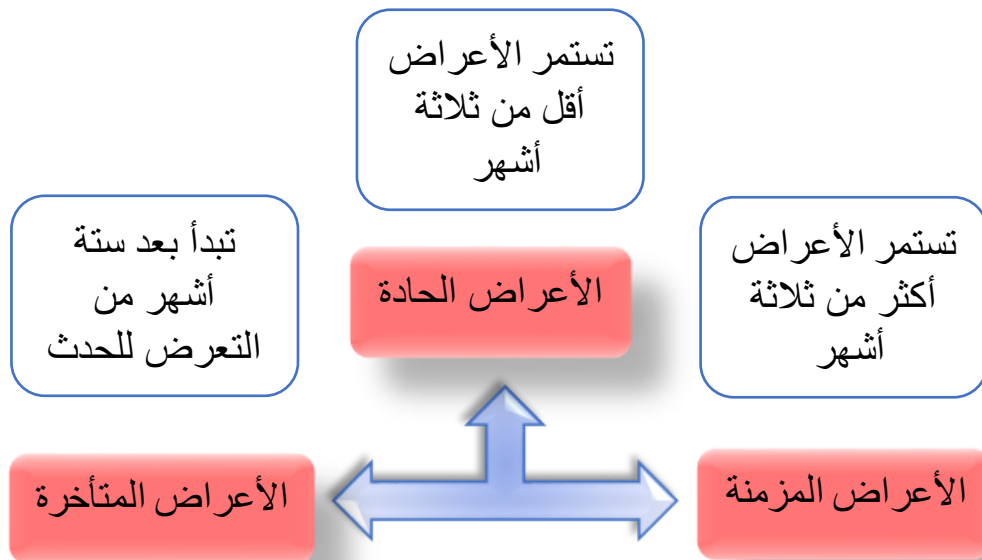 تستمر الأعراض
أقل من ثلاثة
أشهر
الأعراض الحادة
تستمر الأعراض
أكثر من ثلاثة
أشهر
الأعراض المزمنة
تبدأ بعد ستة
أشهر من
التعرض للحدث
الأعراض المتأخرة